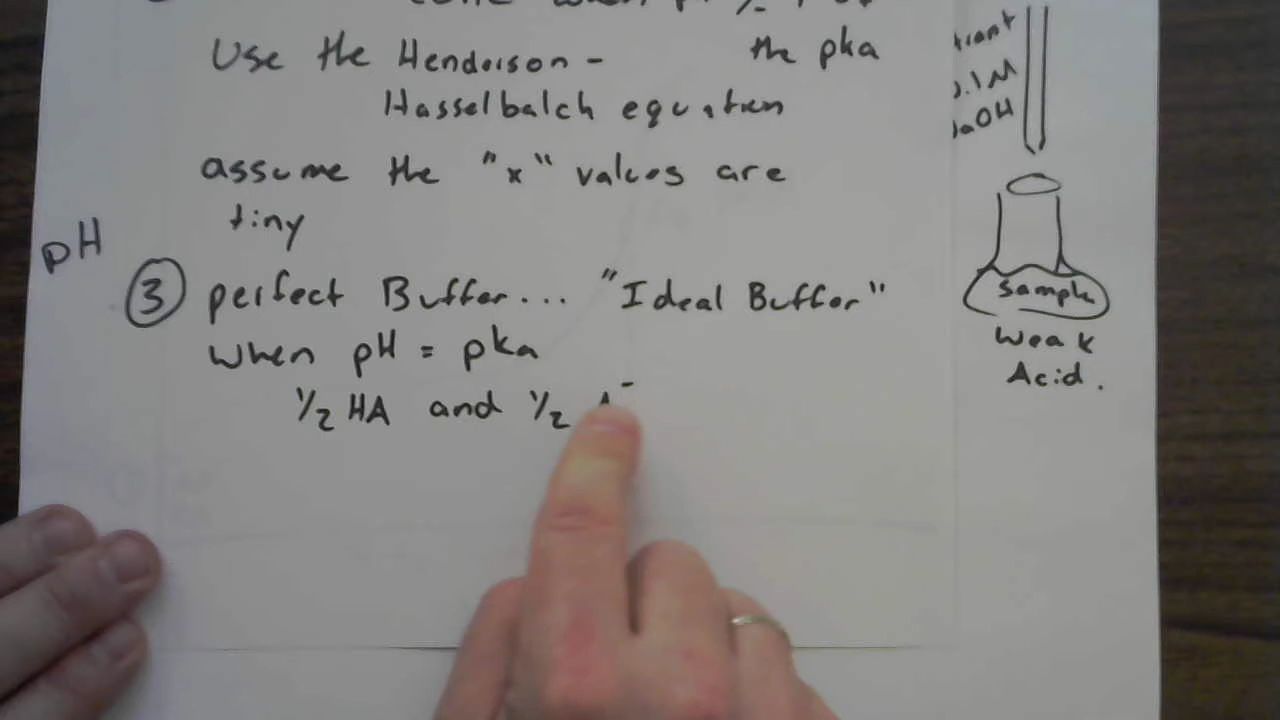 Use the Henderson - the pka
Hasselbalch equation
assume the "x" values are
tiny
pH
③ perfect Buffer... "Ideal Buffer"
when pH = pka
1/2 HA and 1/2
0.1M
Sample
Weak
Acid.